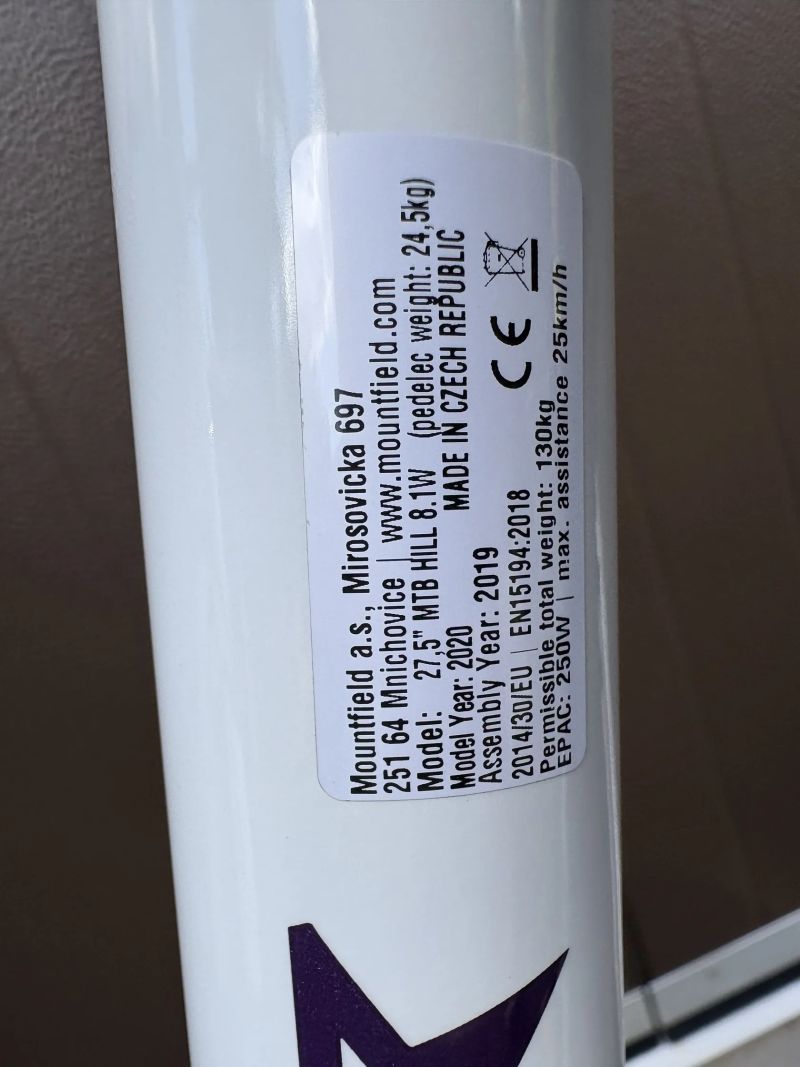 Mountfield a.s., Mirosovicka 697
251 64 Mnichovice | www.mountfield.com
Model: 27,5" MTB HILL 8.1W (pedelec weight: 24,5kg)
Model Year: 2020 MADE IN CZECH REPUBLIC
Assembly Year: 2019
2014/30/EU | EN15194:2018 CE
Permissible total weight: 130kg
EPAC: 250W | max. assistance 25km/h